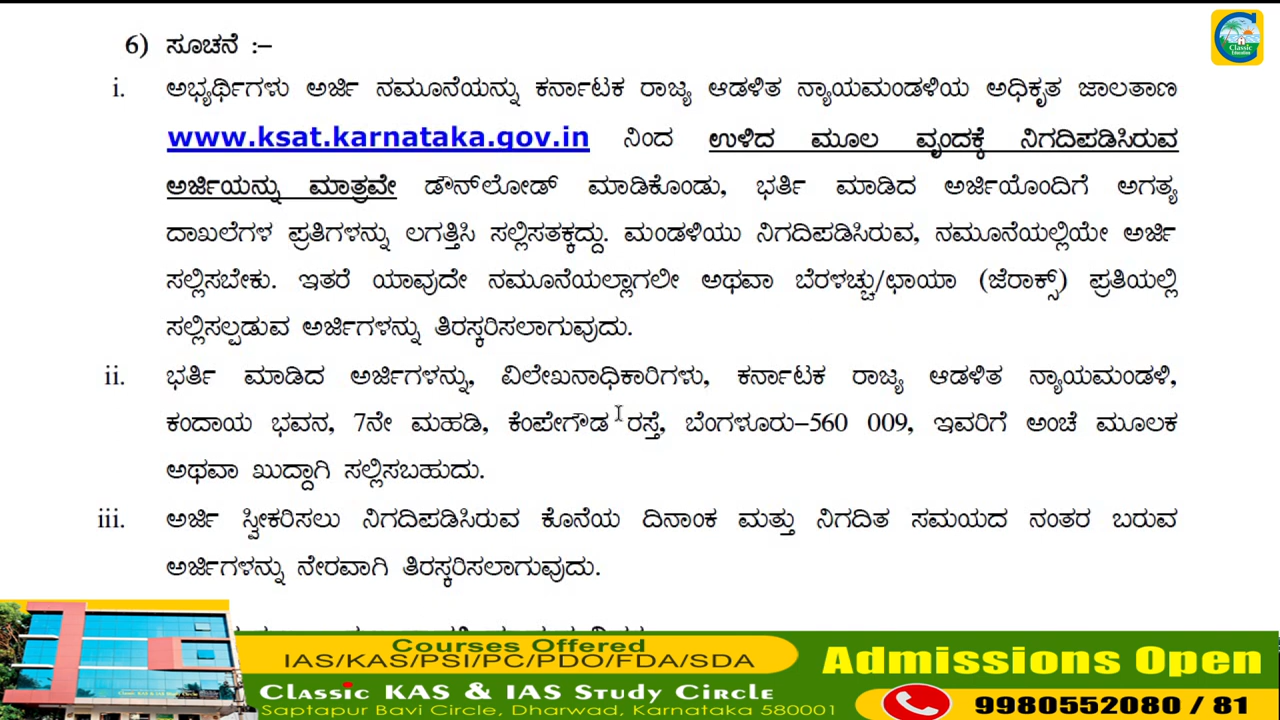 6) ಸೂಚನೆ :–
Classic
Education
i. ಅಭ್ಯರ್ಥಿಗಳು ಅರ್ಜಿ ನಮೂನೆಯನ್ನು ಕರ್ನಾಟಕ ರಾಜ್ಯ ಆಡಳಿತ ನ್ಯಾಯಮಂಡಳಿಯ ಅಧಿಕೃತ ಜಾಲತಾಣ
www.ksat.karnataka.gov.in ನಿಂದ ಉಳಿದ ಮೂಲ ವೃಂದಕ್ಕೆ ನಿಗದಿಪಡಿಸಿರುವ
ಅರ್ಜಿಯನ್ನು ಮಾತ್ರವೇ ಡೌನ್‌ಲೋಡ್ ಮಾಡಿಕೊಂಡು, ಭರ್ತಿ ಮಾಡಿದ ಅರ್ಜಿಯೊಂದಿಗೆ ಅಗತ್ಯ
ದಾಖಲೆಗಳ ಪ್ರತಿಗಳನ್ನು ಲಗತ್ತಿಸಿ ಸಲ್ಲಿಸತಕ್ಕದ್ದು. ಮಂಡಳಿಯು ನಿಗದಿಪಡಿಸಿರುವ, ನಮೂನೆಯಲ್ಲಿಯೇ ಅರ್ಜಿ
ಸಲ್ಲಿಸಬೇಕು. ಇತರೆ ಯಾವುದೇ ನಮೂನೆಯಲ್ಲಾಗಲೀ ಅಥವಾ ಬೆರಳಚ್ಚು/ಛಾಯಾ (ಜೆರಾಕ್ಸ್) ಪ್ರತಿಯಲ್ಲಿ
ಸಲ್ಲಿಸಲ್ಪಡುವ ಅರ್ಜಿಗಳನ್ನು ತಿರಸ್ಕರಿಸಲಾಗುವುದು.
ii. ಭರ್ತಿ ಮಾಡಿದ ಅರ್ಜಿಗಳನ್ನು, ವಿಲೇಖನಾಧಿಕಾರಿಗಳು, ಕರ್ನಾಟಕ ರಾಜ್ಯ ಆಡಳಿತ ನ್ಯಾಯಮಂಡಳಿ,
ಕಂದಾಯ ಭವನ, 7ನೇ ಮಹಡಿ, ಕೆಂಪೇಗೌಡ ರಸ್ತೆ, ಬೆಂಗಳೂರು–560 009, ಇವರಿಗೆ ಅಂಚೆ ಮೂಲಕ
ಅಥವಾ ಖುದ್ದಾಗಿ ಸಲ್ಲಿಸಬಹುದು.
iii. ಅರ್ಜಿ ಸ್ವೀಕರಿಸಲು ನಿಗದಿಪಡಿಸಿರುವ ಕೊನೆಯ ದಿನಾಂಕ ಮತ್ತು ನಿಗದಿತ ಸಮಯದ ನಂತರ ಬರುವ
ಅರ್ಜಿಗಳನ್ನು ನೇರವಾಗಿ ತಿರಸ್ಕರಿಸಲಾಗುವುದು.
Courses Offered
IAS/KAS/PSI/PC/PDO/FDA/SDA
Classic KAS & IAS Study Circle
Saptapur Bavi Circle, Dharwad, Karnataka 580001
Admissions Open
9980552080 / 81